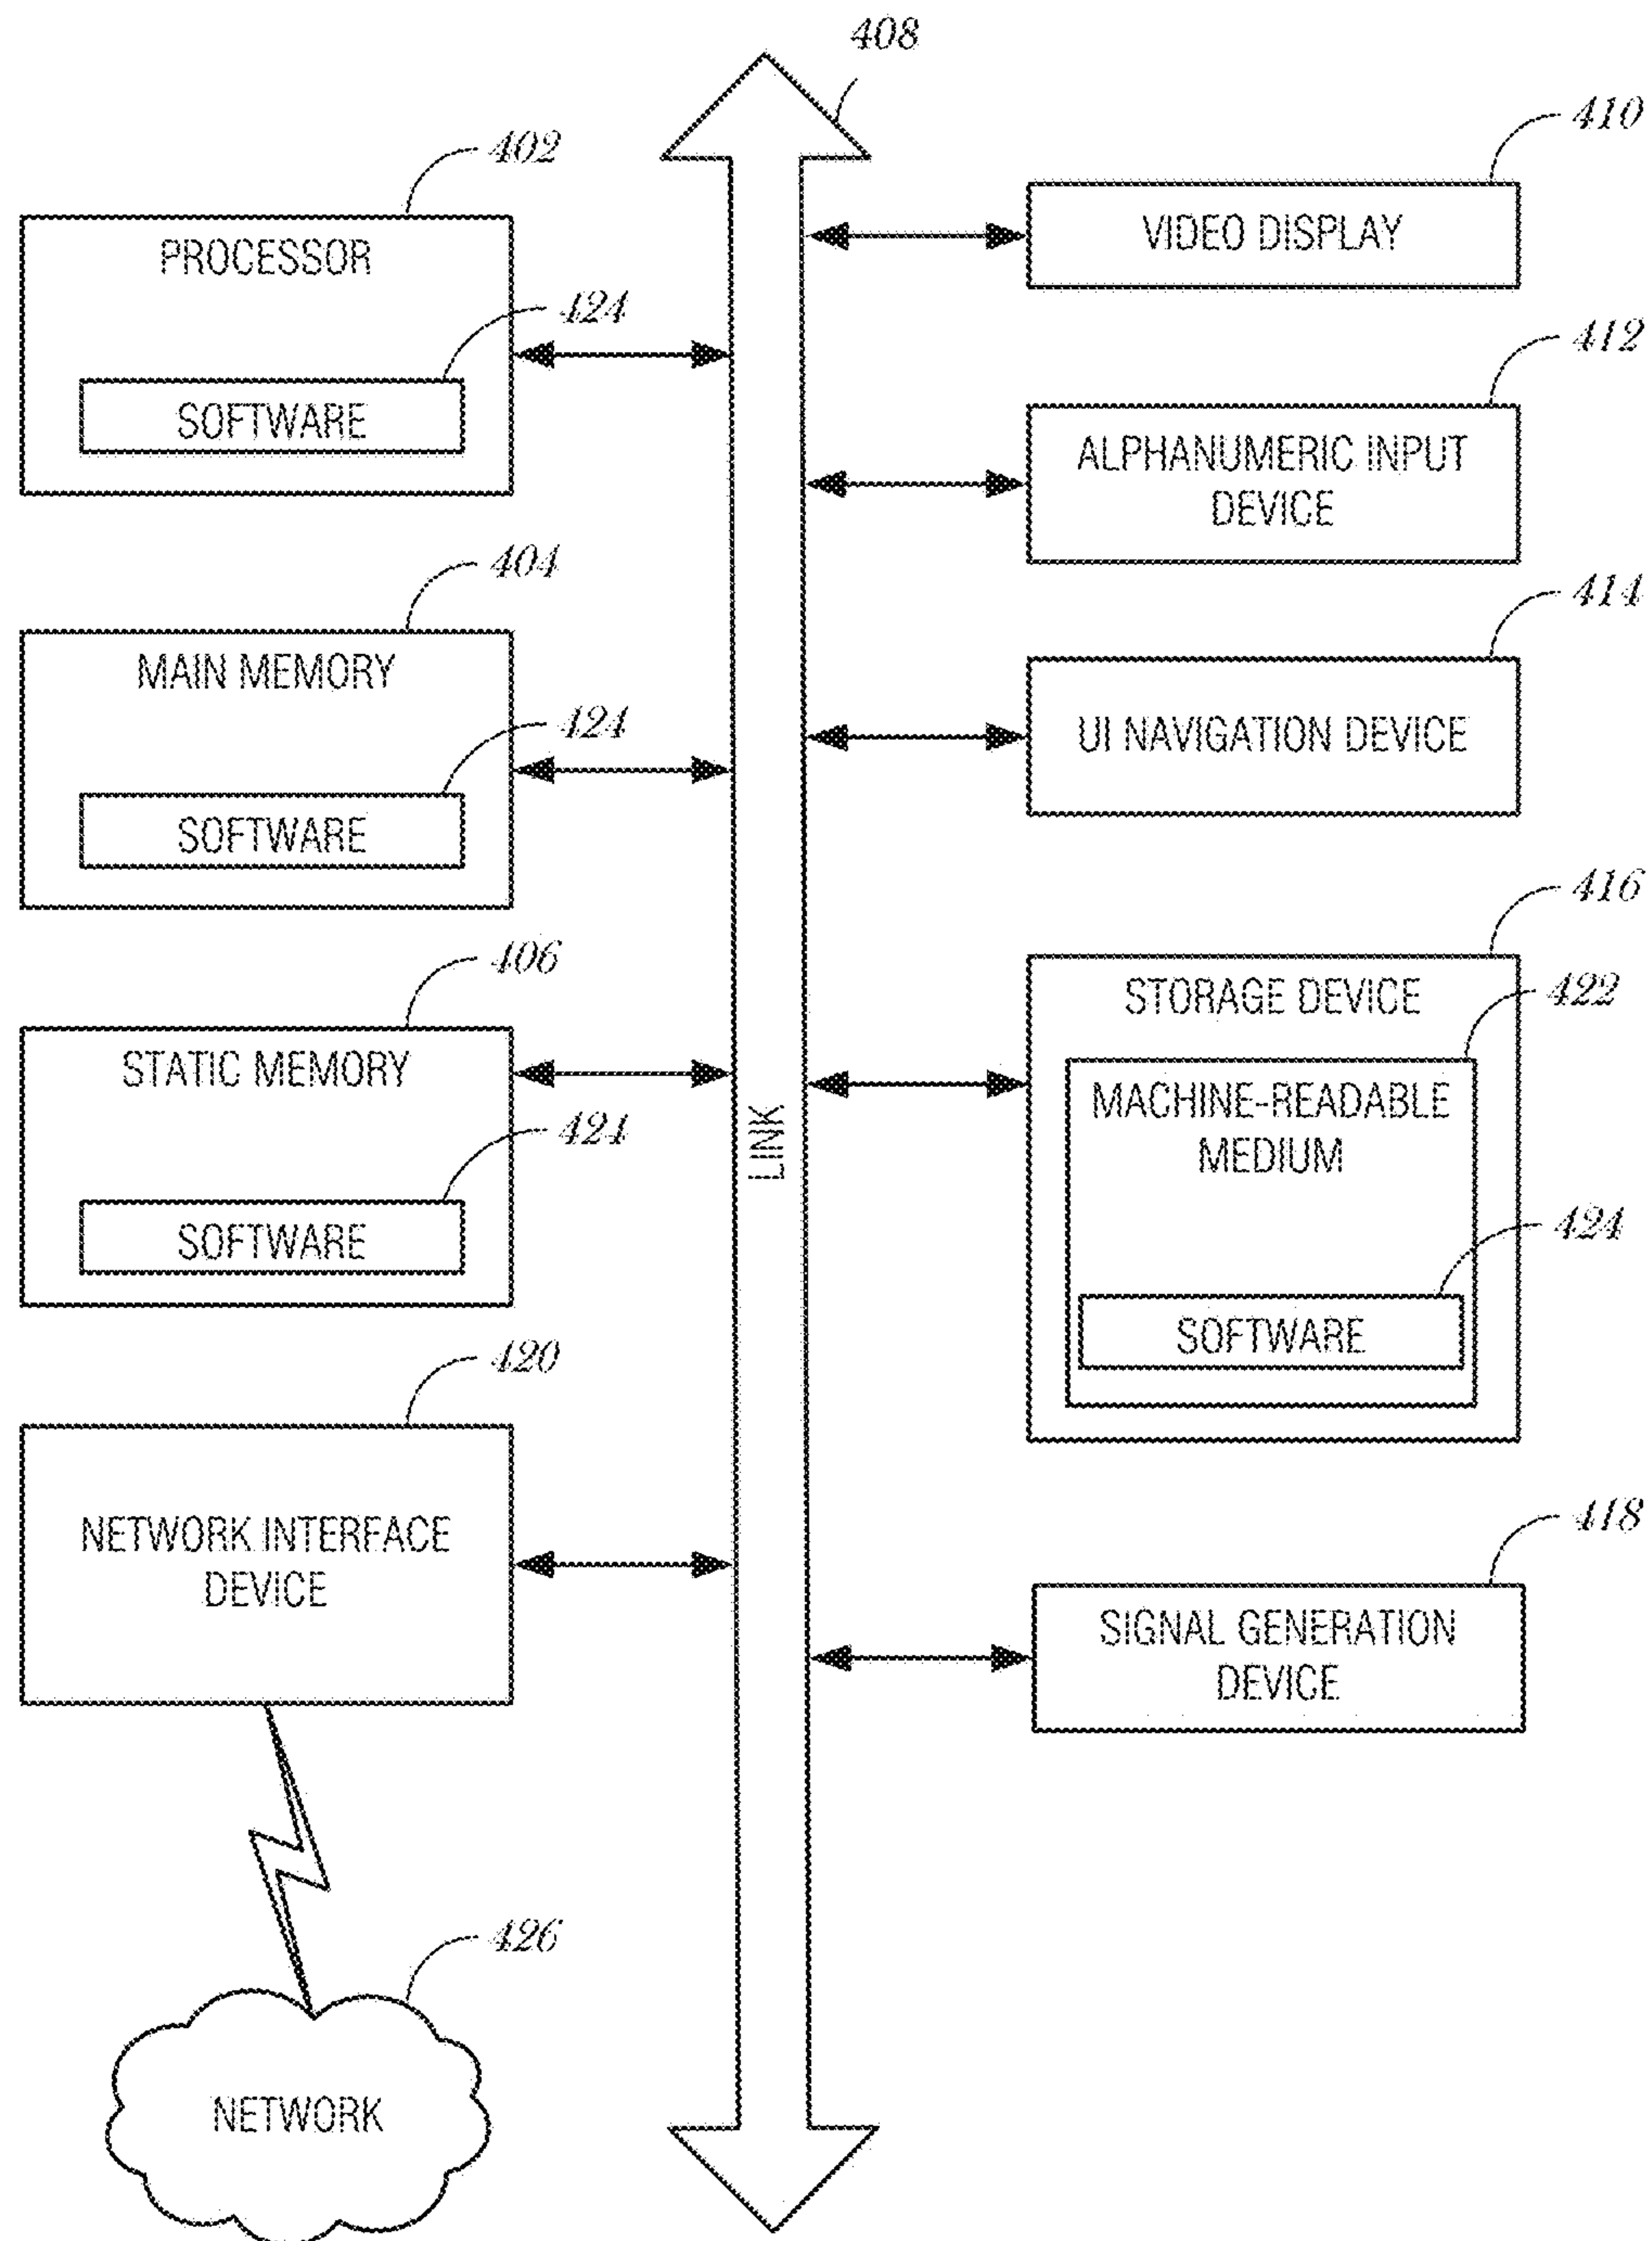 408
402
PROCESSOR
424
SOFTWARE
404
MAIN MEMORY
424
SOFTWARE
406
STATIC MEMORY
424
SOFTWARE
420
NETWORK INTERFACE
DEVICE
426
NETWORK
LINK
410
VIDEO DISPLAY
412
ALPHANUMERIC INPUT
DEVICE
414
UI NAVIGATION DEVICE
416
STORAGE DEVICE
422
MACHINE-READABLE
MEDIUM
424
SOFTWARE
418
SIGNAL GENERATION
DEVICE